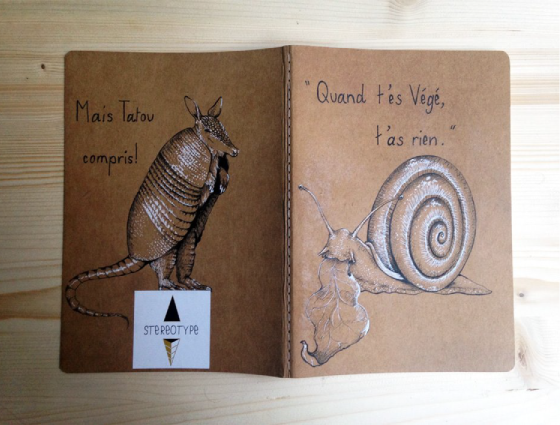 Mais Tatou
compris!
STEREOTYPE
"Quand t'es Végé,
t'as rien."